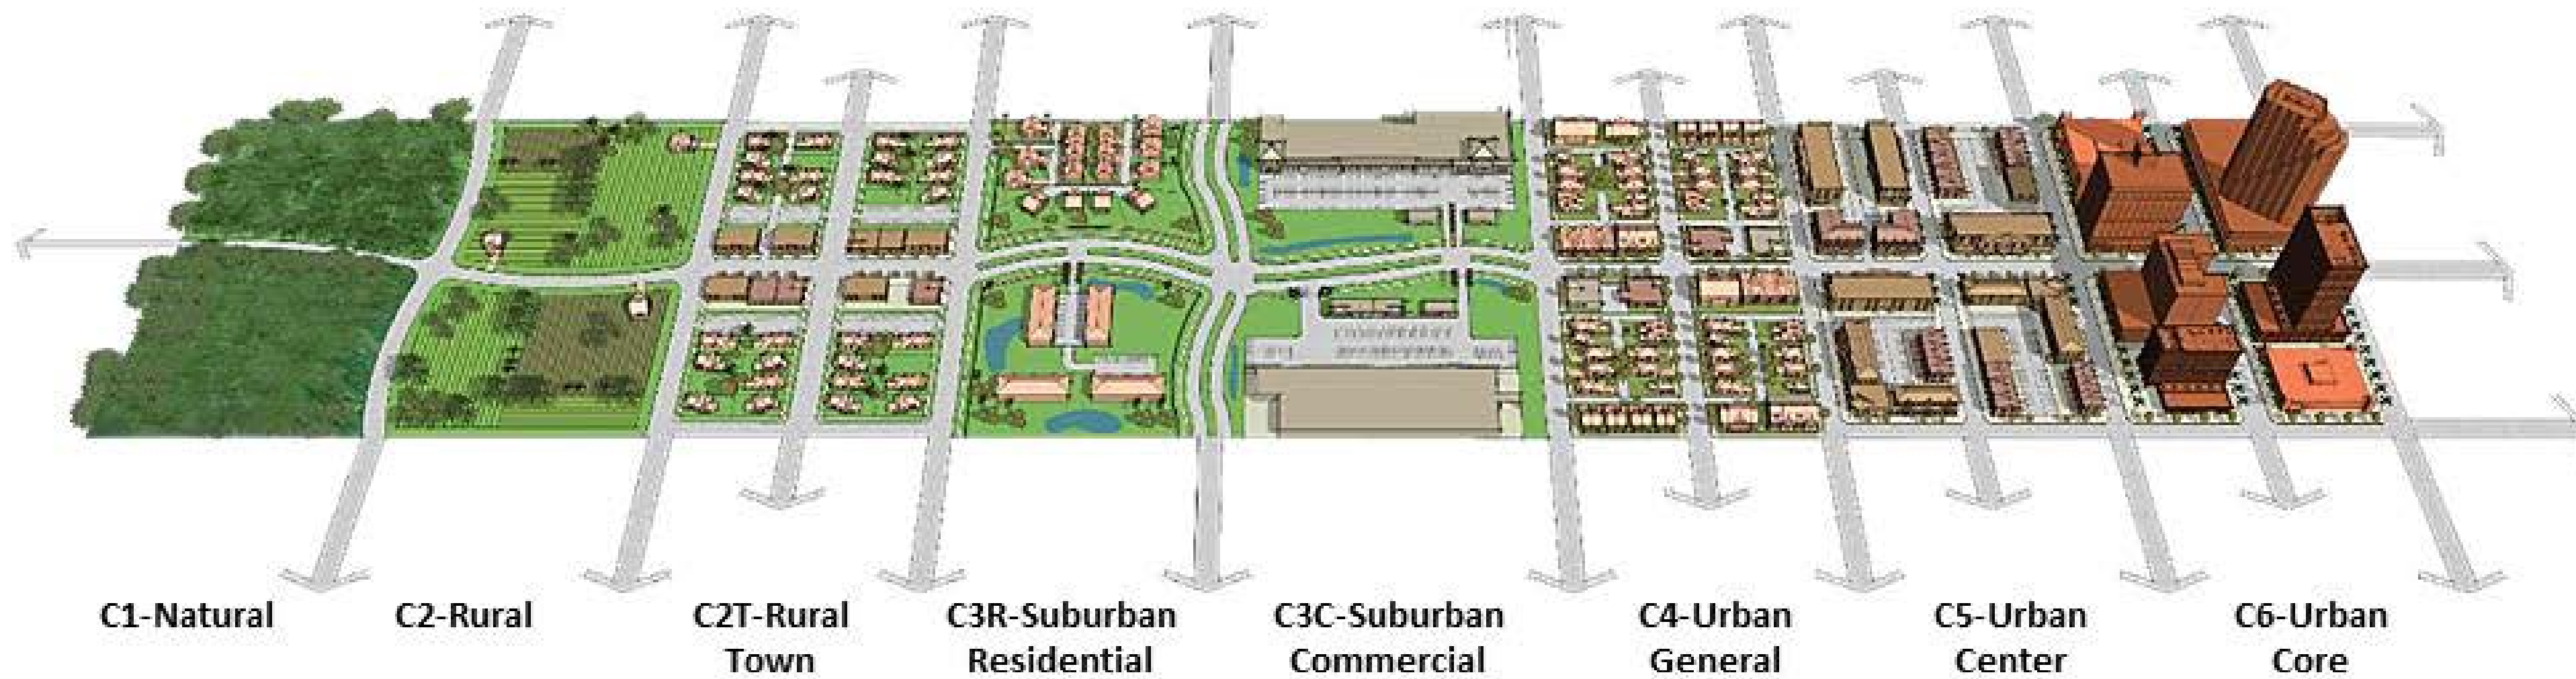 C1-Natural
C2-Rural
C2T-Rural
Town
C3R-Suburban
Residential
C3C-Suburban
Commercial
C4-Urban
General
C5-Urban
Center
C6-Urban
Core